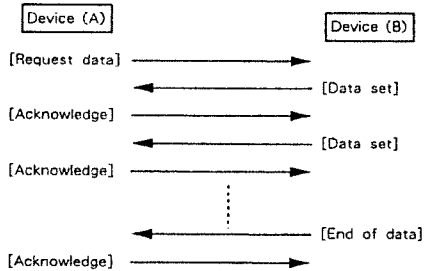 Device (A)
Device (B)
[Request data]
[Data set]
[Acknowledge]
[Data set]
[Acknowledge]
[End of data]
[Acknowledge]